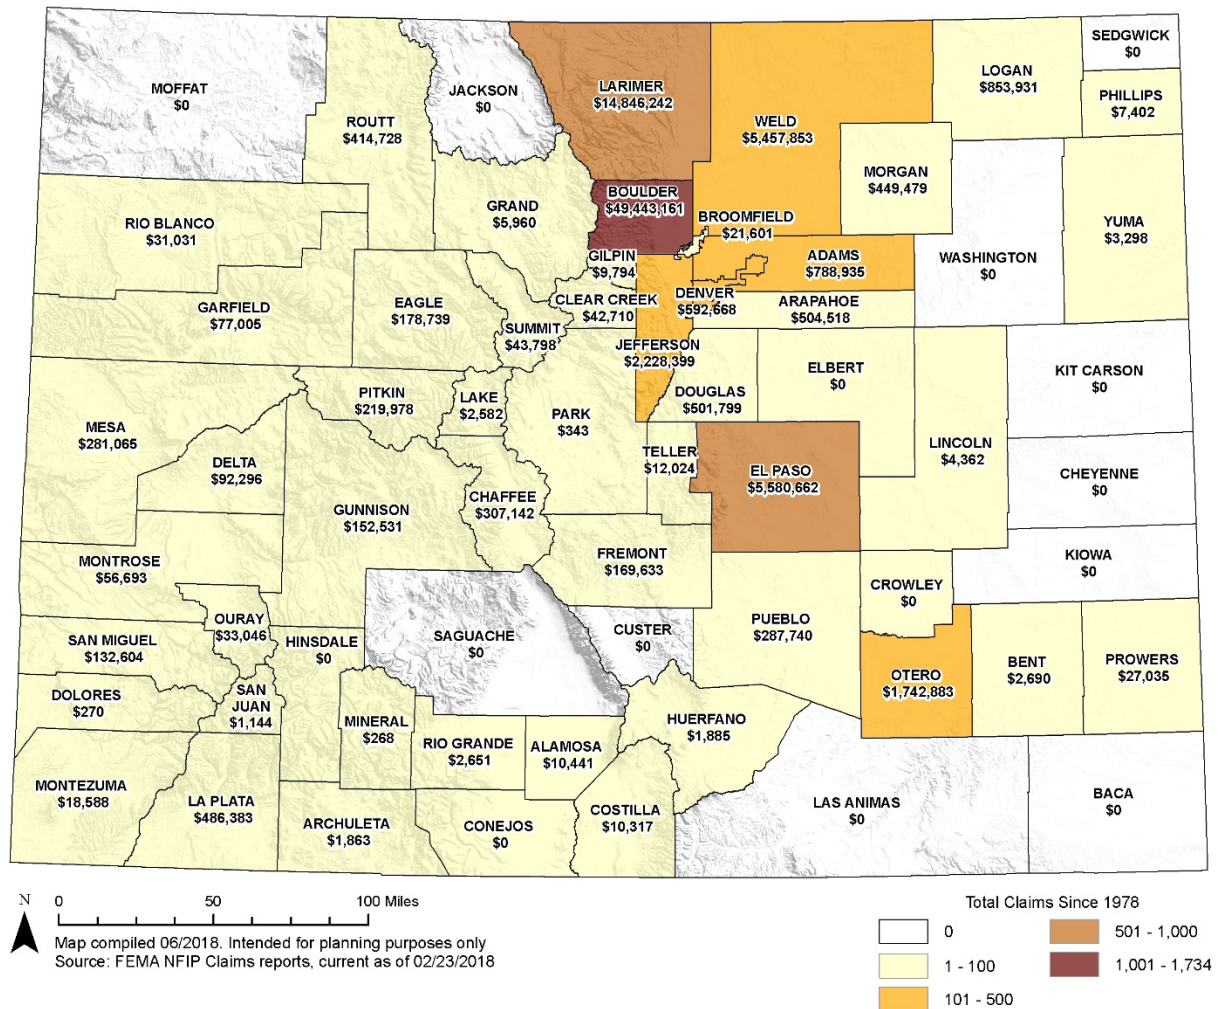 MOFFAT
$0
JACKSON
$0
LARIMER
$14,846,242
WELD
$5,457,853
LOGAN
$853,931
SEDGWICK
$0
PHILLIPS
$7,402
ROUTT
$414,728
MORGAN
$449,479
RIO BLANCO
$31,031
GRAND
$5,960
BOULDER
$49,443,161
BROOMFIELD
$21,601
YUMA
$3,298
WASHINGTON
$0
GILPIN
$9,794
ADAMS
$788,935
GARFIELD
$77,005
EAGLE
$178,739
CLEAR CREEK
$42,710
DENVER
$592,668
ARAPAHOE
$504,518
SUMMIT
$43,798
JEFFERSON
$2,228,399
ELBERT
$0
KIT CARSON
$0
PITKIN
$219,978
LAKE
$2,582
DOUGLAS
$501,799
PARK
$343
MESA
$281,065
DELTA
$92,296
TELLER
$12,024
EL PASO
$5,580,662
LINCOLN
$4,362
CHEYENNE
$0
GUNNISON
$152,531
CHAFFEE
$307,142
MONTROSE
$56,693
FREMONT
$169,633
KIOWA
$0
CROWLEY
$0
OURAY
$33,046
SAN MIGUEL
$132,604
HINSDALE
$0
SAGUACHE
$0
CUSTER
$0
PUEBLO
$287,740
OTERO
$1,742,883
BENT
$2,690
PROWERS
$27,035
DOLORES
$270
SAN
JUAN
$1,144
MINERAL
$268
RIO GRANDE
$2,651
ALAMOSA
$10,441
HUERFANO
$1,885
MONTEZUMA
$18,588
LA PLATA
$486,383
ARCHULETA
$1,863
CONEJOS
$0
COSTILLA
$10,317
LAS ANIMAS
$0
BACA
$0
N
0 50 100 Miles
Map compiled 06/2018. Intended for planning purposes only
Source: FEMA NFIP Claims reports, current as of 02/23/2018
Total Claims Since 1978
0
1 - 100
101 - 500
501 - 1,000
1,001 - 1,734